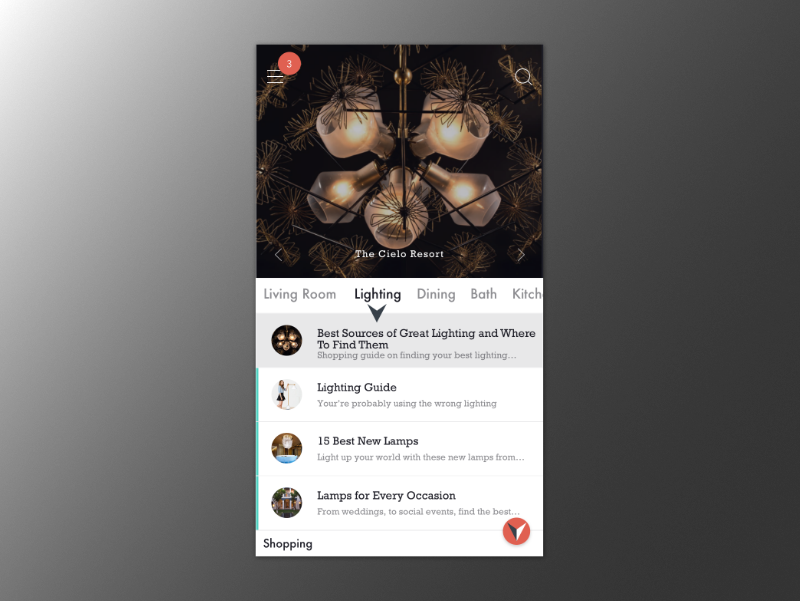 3
The Cielo Resort
Living Room Lighting Dining Bath Kitch
Best Sources of Great Lighting and Where
To Find Them
Shopping guide on finding your best lighting...
Lighting Guide
Your're probably using the wrong lighting
15 Best New Lamps
Light up your world with these new lamps from...
Lamps for Every Occasion
From weddings, to social events, find the best...
Shopping